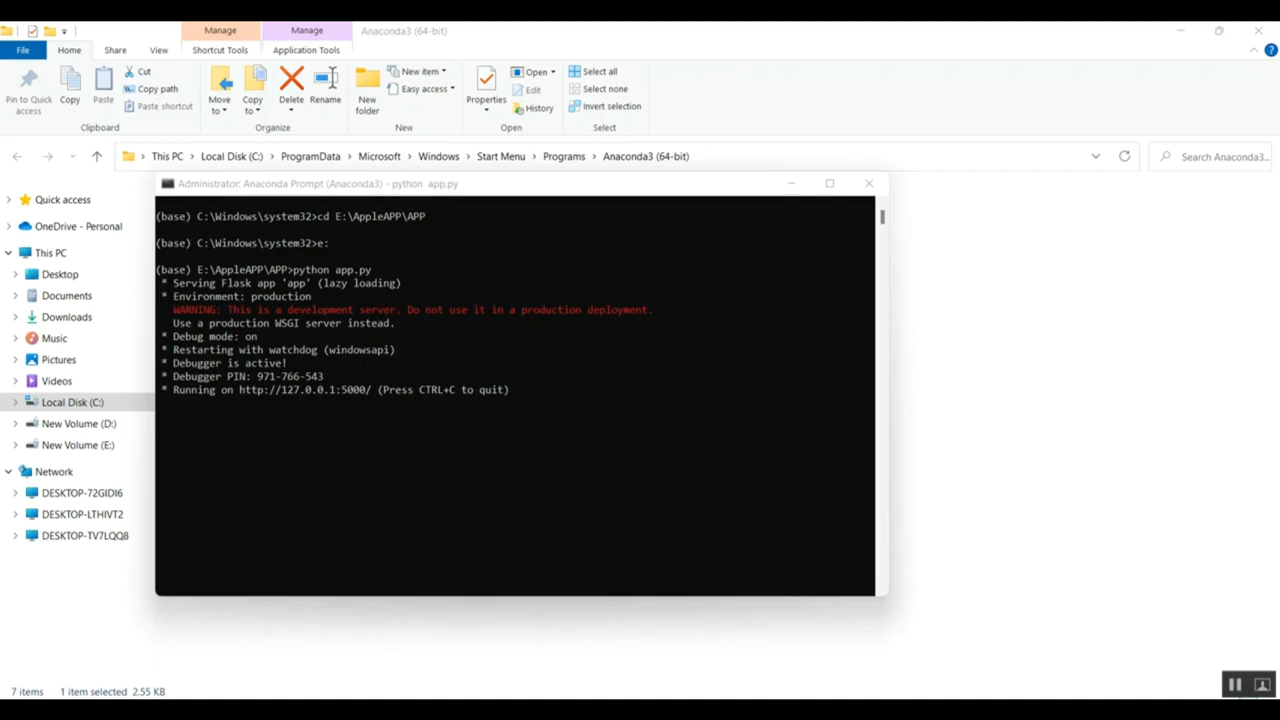 Manage
Manage
Anaconda3 (64-bit)
File
Home
Share
View
Shortcut Tools
Application Tools
Pin to Quick access
Copy
Paste
Cut
Copy path
Paste shortcut
Clipboard
Move to
Copy to
Delete
Rename
Organize
New folder
New item
Easy access
New
Properties
Open
Edit
History
Open
Select all
Select none
Invert selection
Select
This PC > Local Disk (C:) > ProgramData > Microsoft > Windows > Start Menu > Programs > Anaconda3 (64-bit)
Search Anaconda3...
Quick access
OneDrive - Personal
This PC
Desktop
Documents
Downloads
Music
Pictures
Videos
Local Disk (C:)
New Volume (D:)
New Volume (E:)
Network
DESKTOP-72GIDI6
DESKTOP-LTHIVT2
DESKTOP-TV7LQQ8
Administrator: Anaconda Prompt (Anaconda3) - python app.py
(base) C:\Windows\system32>cd E:\AppleAPP\APP
(base) C:\Windows\system32>e:
(base) E:\AppleAPP\APP>python app.py
* Serving Flask app 'app' (lazy loading)
* Environment: production
WARNING: This is a development server. Do not use it in a production deployment.
Use a production WSGI server instead.
* Debug mode: on
* Restarting with watchdog (windowsapi)
* Debugger is active!
* Debugger PIN: 971-766-543
* Running on http://127.0.0.1:5000/ (Press CTRL+C to quit)
7 items
1 item selected 2.55 KB